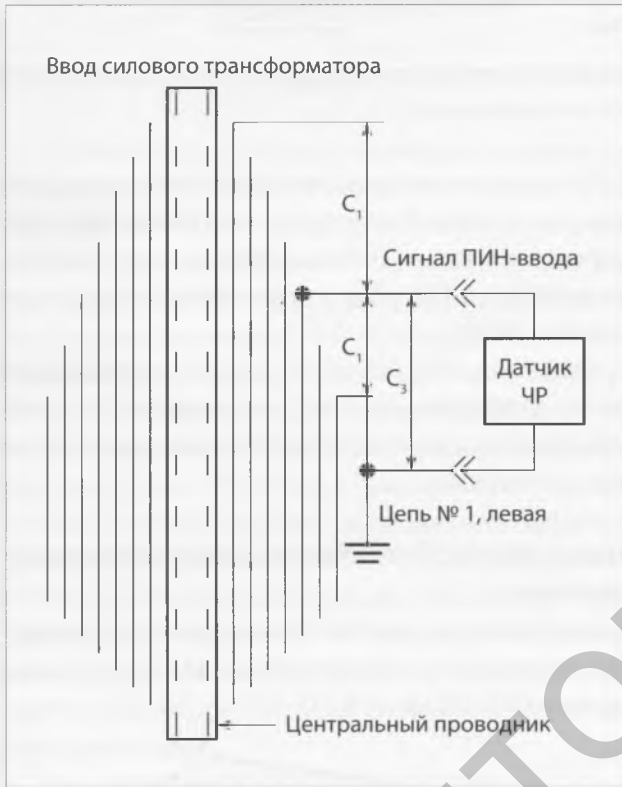 Ввод силового трансформатора
C₁
Сигнал ПИН-ввода
C₁
C₃
Датчик
ЧР
Цепь № 1, левая
Центральный проводник